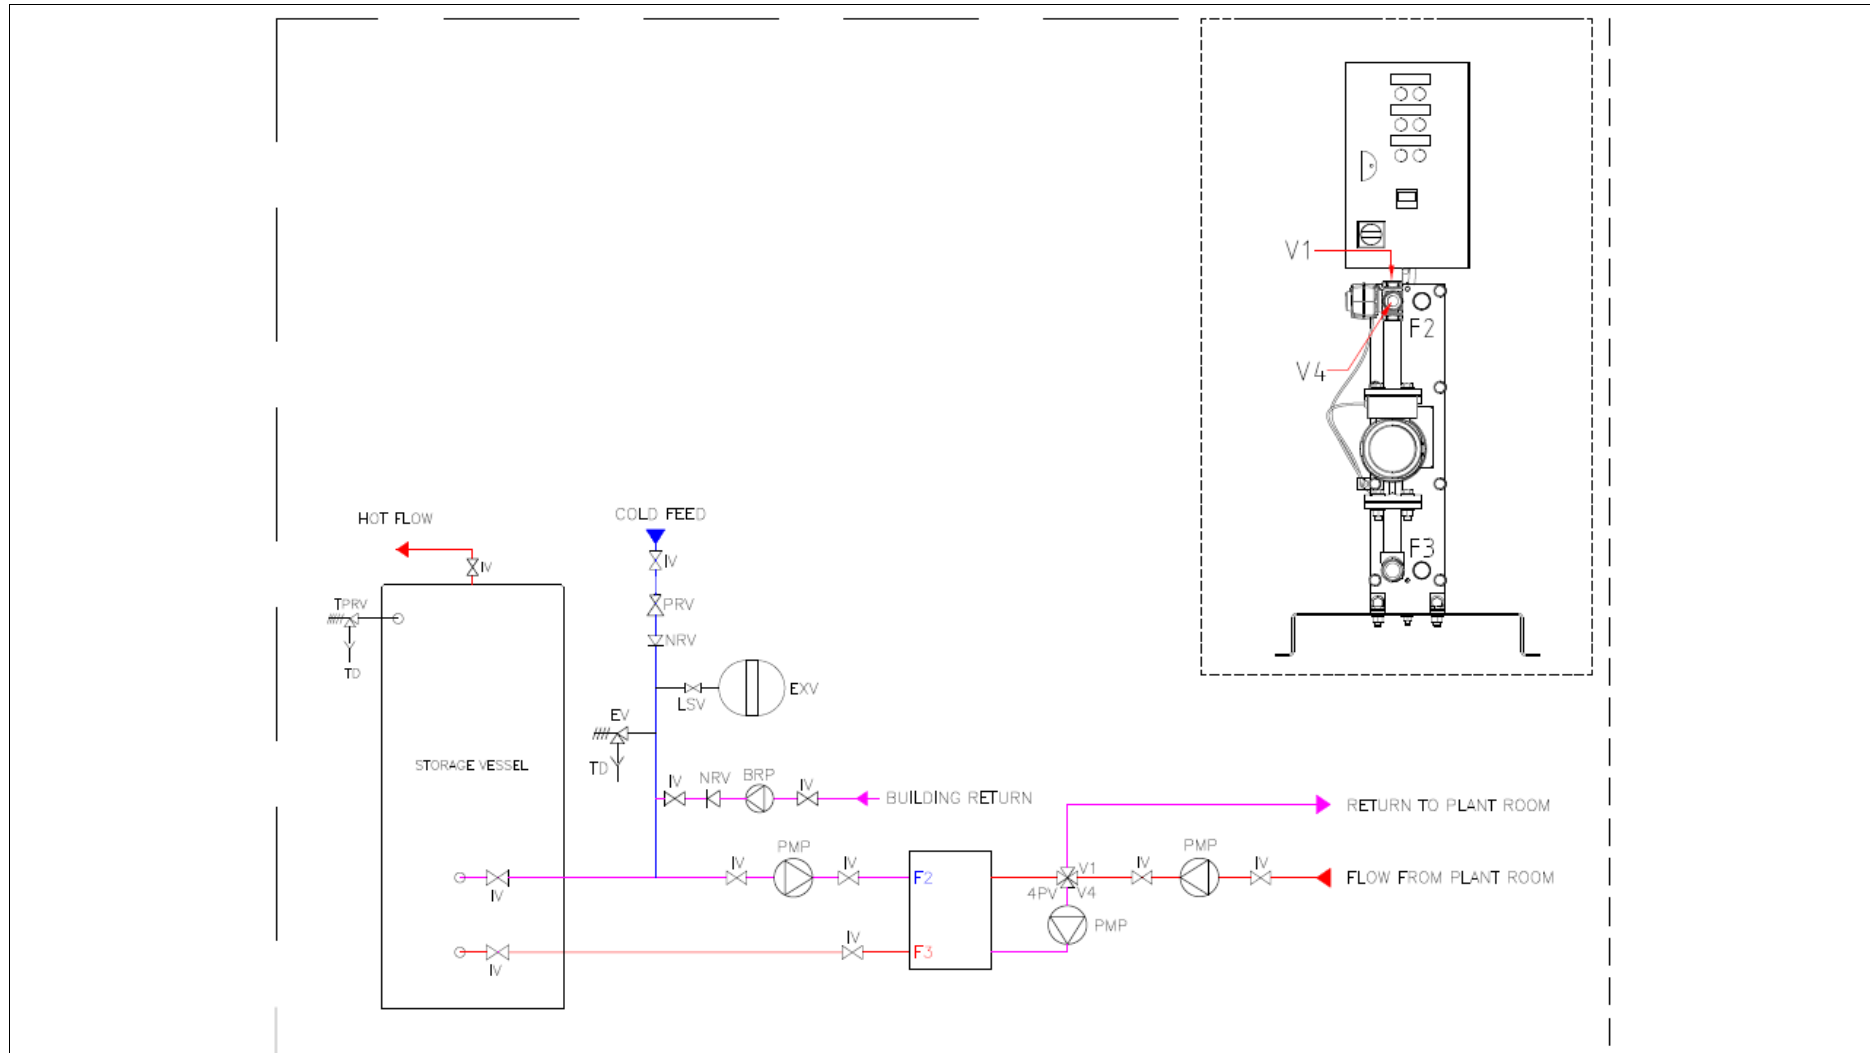 V1
F2
V4
F3
HOT FLOW
COLD FEED
IV
IV
TPRV
PRV
TD
NRV
EXV
LSV
EV
TD
STORAGE VESSEL
IV NRV BRP IV
BUILDING RETURN
RETURN TO PLANT ROOM
PMP
PMP
IV IV
IV IV
F2
V1
FLOW FROM PLANT ROOM
IV
4PV V4
PMP
IV
F3
IV